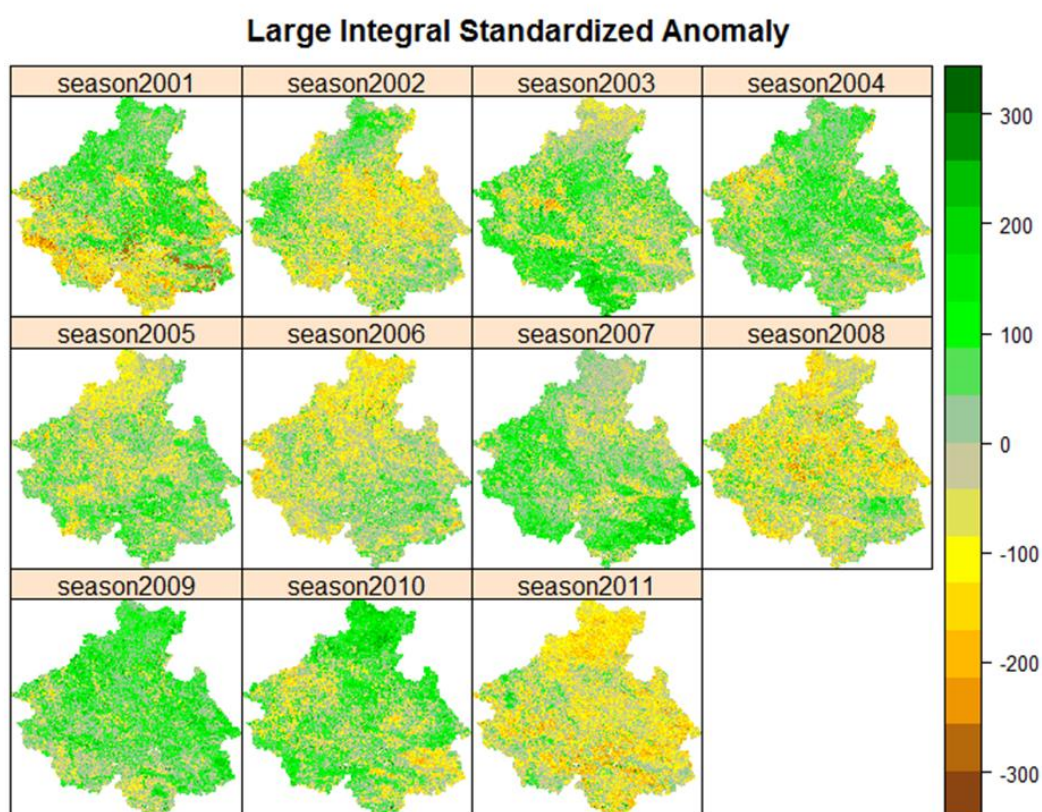 Large Integral Standardized Anomaly
season2001 season2002 season2003 season2004
season2005 season2006 season2007 season2008
season2009 season2010 season2011
300
200
100
0
-100
-200
-300